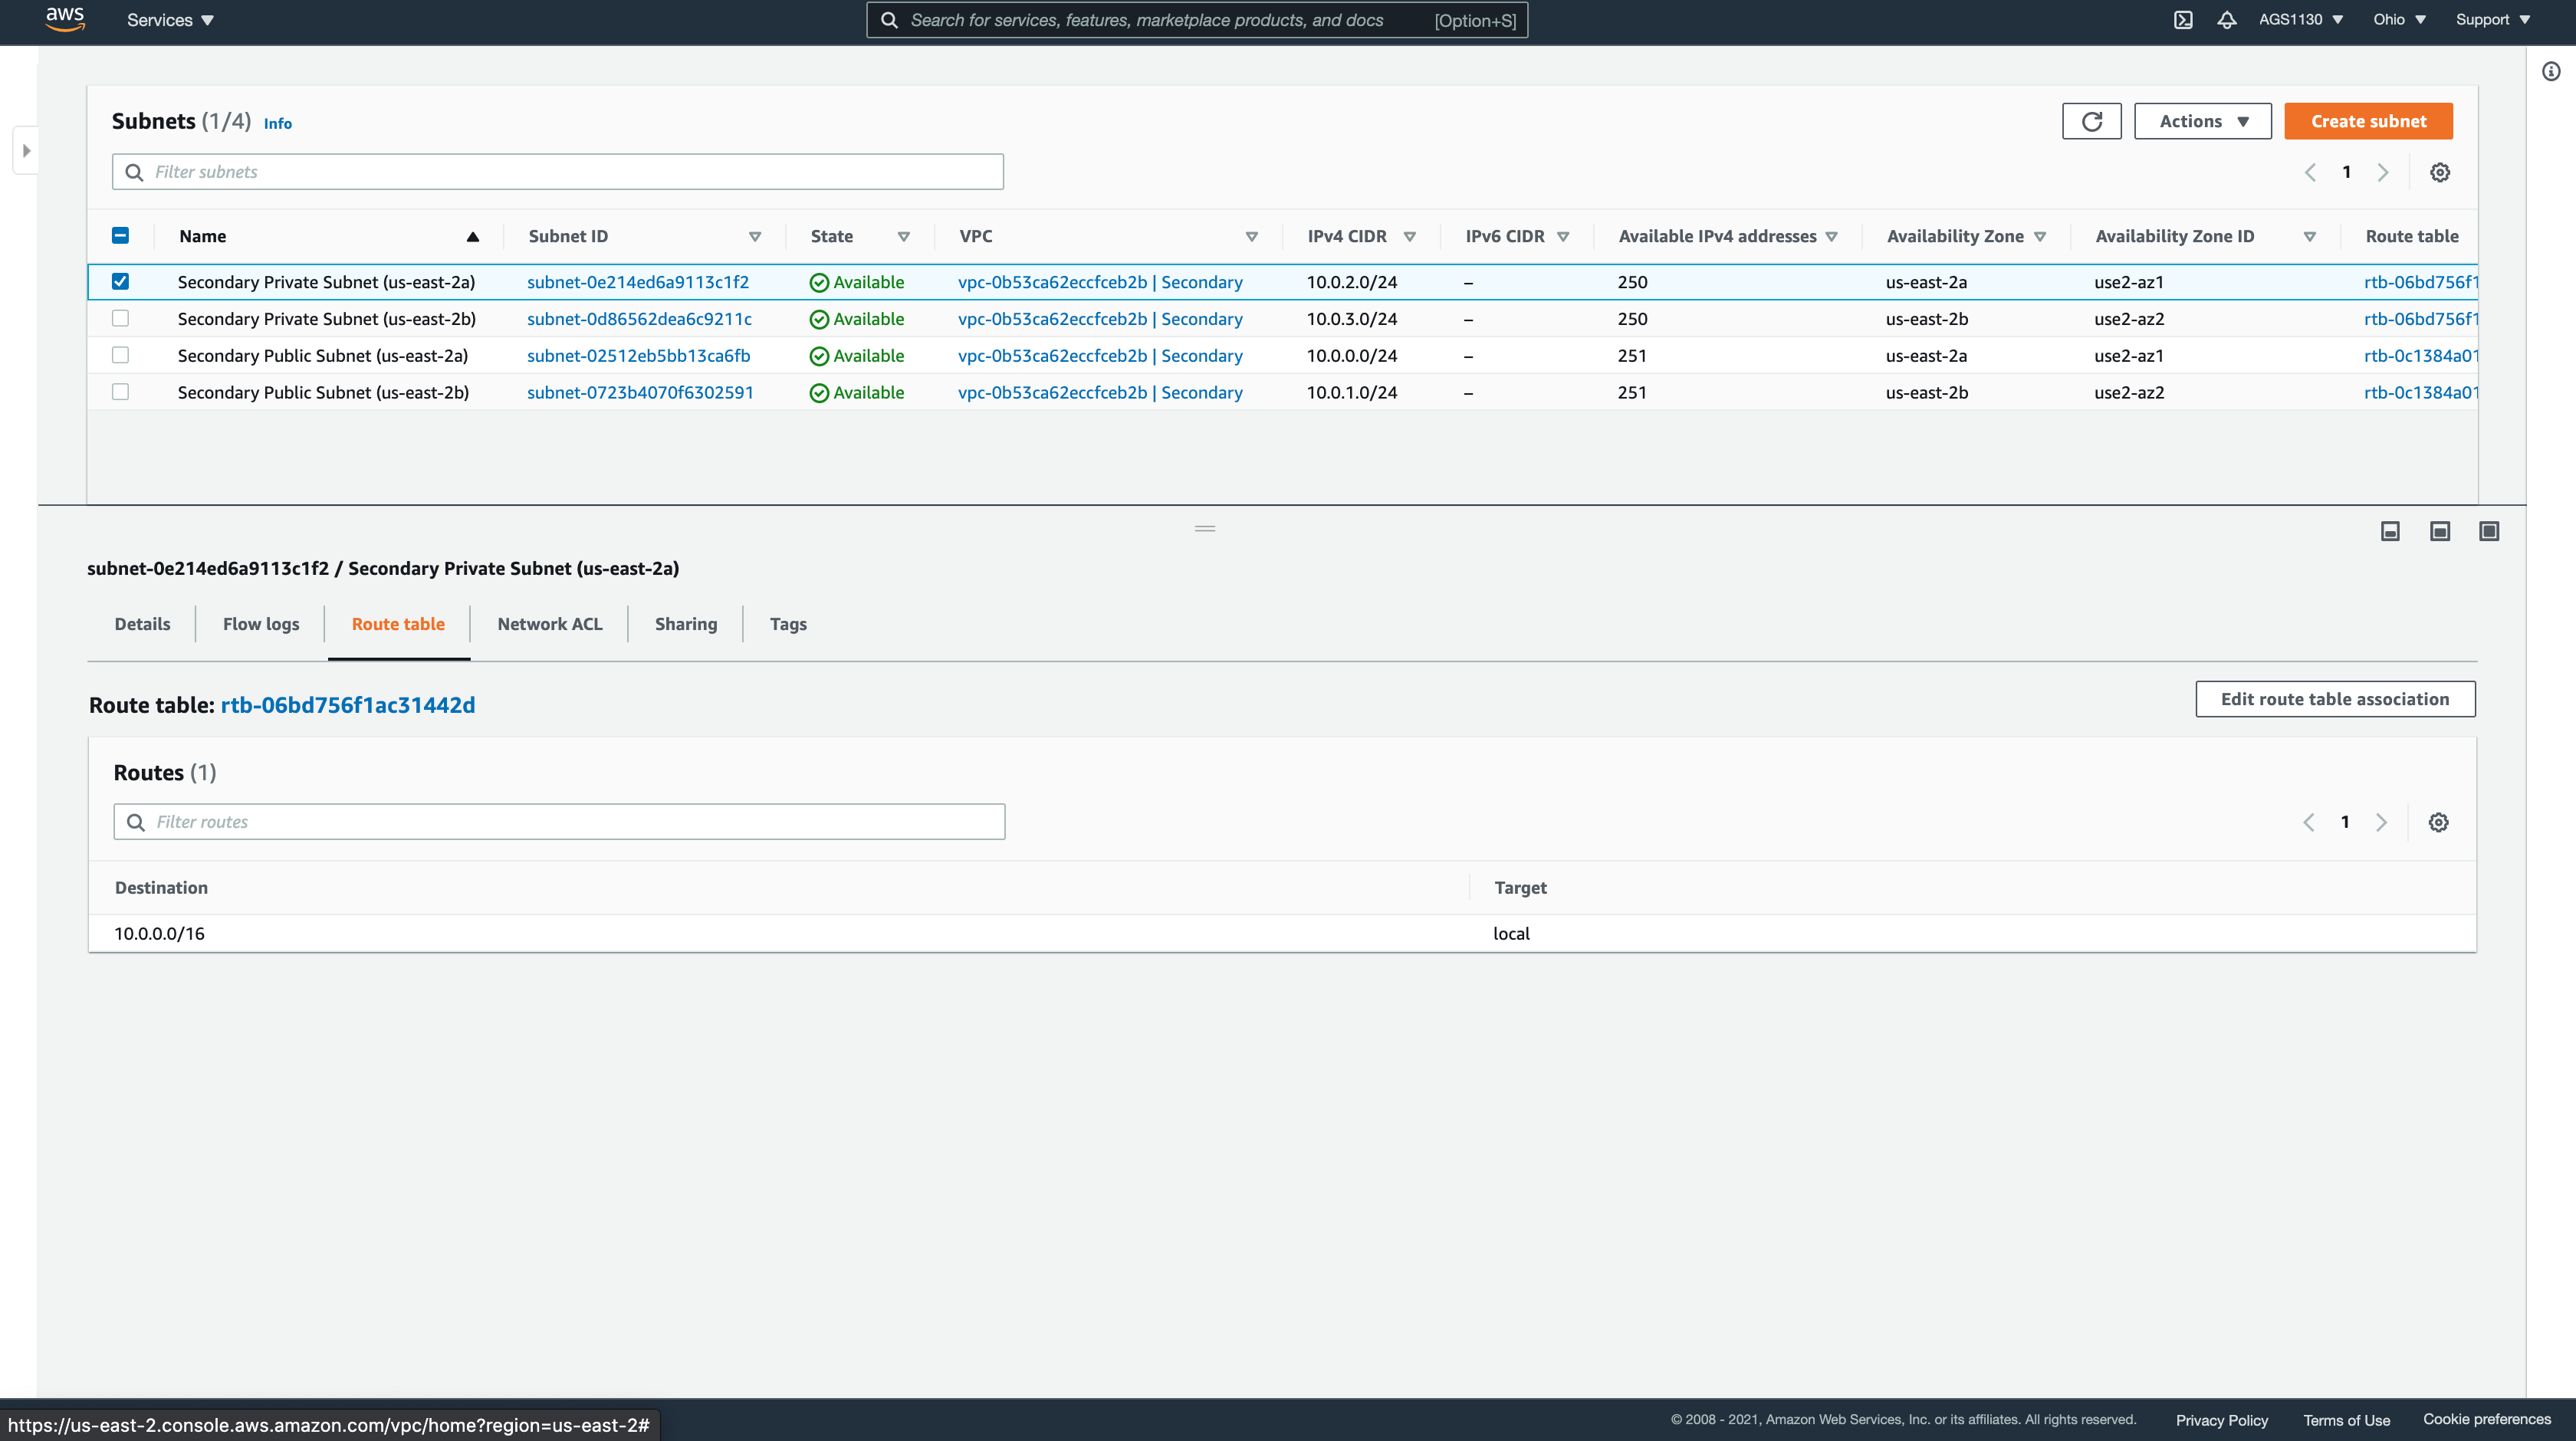 aws Services Search for services, features, marketplace products, and docs [Option+S] AGS1130 Ohio Support
Subnets (1/4) Info Actions Create subnet
Filter subnets 1
Name Subnet ID State VPC IPv4 CIDR IPv6 CIDR Available IPv4 addresses Availability Zone Availability Zone ID Route table
Secondary Private Subnet (us-east-2a) subnet-0e214ed6a9113c1f2 Available vpc-0b53ca62eccfceb2b | Secondary 10.0.2.0/24 – 250 us-east-2a use2-az1 rtb-06bd756f1
Secondary Private Subnet (us-east-2b) subnet-0d86562dea6c9211c Available vpc-0b53ca62eccfceb2b | Secondary 10.0.3.0/24 – 250 us-east-2b use2-az2 rtb-06bd756f1
Secondary Public Subnet (us-east-2a) subnet-02512eb5bb13ca6fb Available vpc-0b53ca62eccfceb2b | Secondary 10.0.0.0/24 – 251 us-east-2a use2-az1 rtb-0c1384a01
Secondary Public Subnet (us-east-2b) subnet-0723b4070f6302591 Available vpc-0b53ca62eccfceb2b | Secondary 10.0.1.0/24 – 251 us-east-2b use2-az2 rtb-0c1384a01
subnet-0e214ed6a9113c1f2 / Secondary Private Subnet (us-east-2a)
Details Flow logs Route table Network ACL Sharing Tags
Route table: rtb-06bd756f1ac31442d Edit route table association
Routes (1)
Filter routes 1
Destination Target
10.0.0.0/16 local
https://us-east-2.console.aws.amazon.com/vpc/home?region=us-east-2# © 2008 - 2021, Amazon Web Services, Inc. or its affiliates. All rights reserved. Privacy Policy Terms of Use Cookie preferences